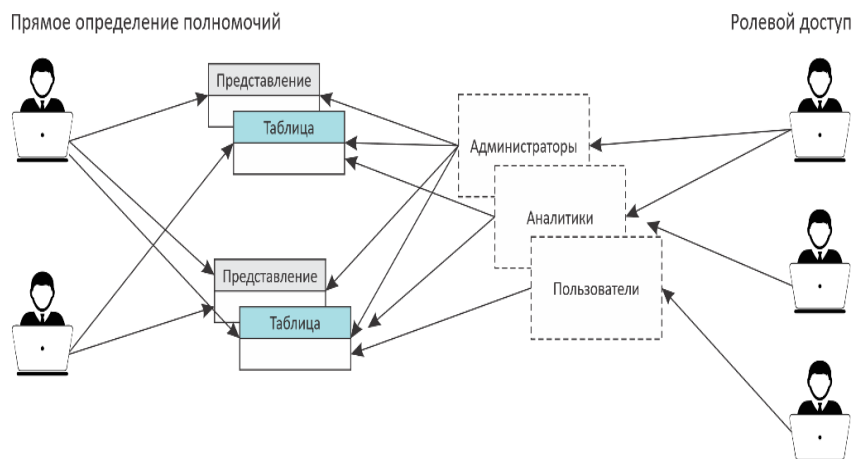 Прямое определение полномочий
Ролевой доступ
Представление
Таблица
Администраторы
Аналитики
Представление
Пользователи
Таблица